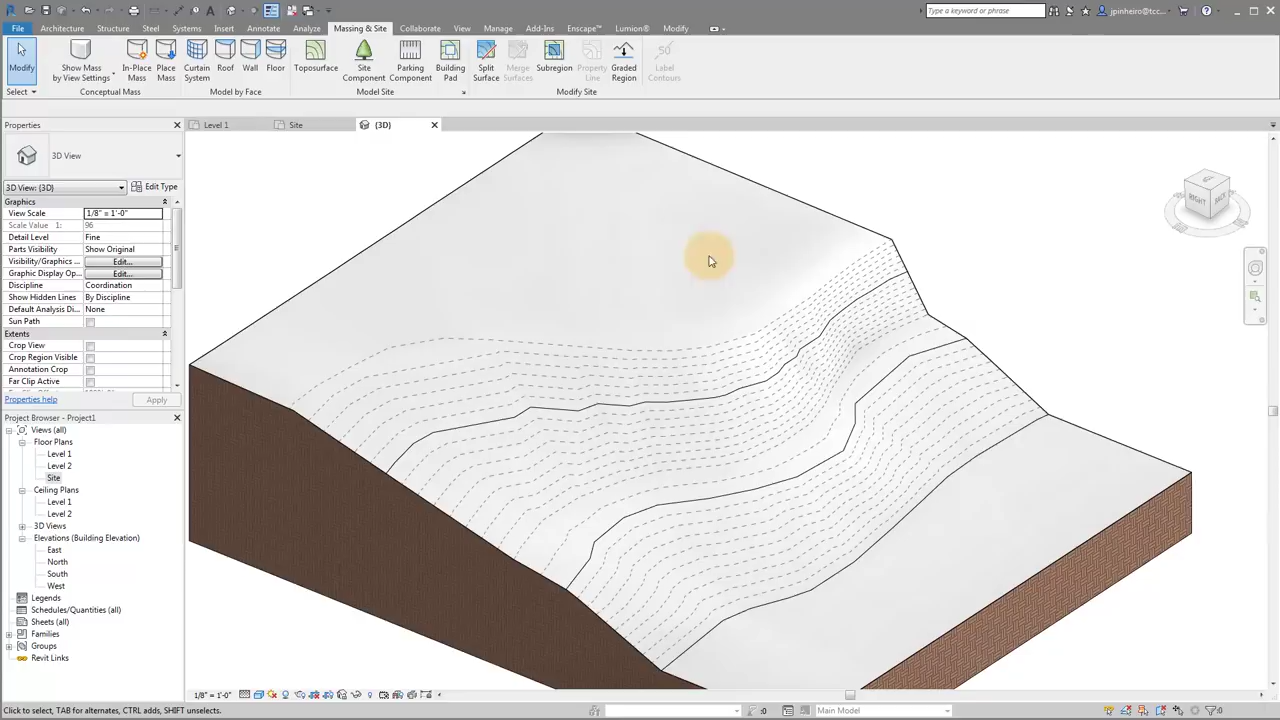 Type a keyword or phrase
jpinheiro@tcc...
File Architecture Structure Steel Systems Insert Annotate Analyze Massing & Site Collaborate View Manage Add-Ins Enscape™ Lumion® Modify
Modify
Show Mass
by View Settings
In-Place
Mass
Place
Mass
Curtain
System
Roof
Wall
Floor
Toposurface
Site
Component
Parking
Component
Building
Pad
Split
Surface
Merge
Surfaces
Subregion
Property
Line
Graded
Region
50
Label
Contours
Select
Conceptual Mass
Model by Face
Model Site
Modify Site
Properties
Level 1
Site
{3D}
3D View
3D View: {3D}
Edit Type
Graphics
View Scale 1/8" = 1'-0"
Scale Value 1: 96
Detail Level Fine
Parts Visibility Show Original
Visibility/Graphics ... Edit...
Graphic Display Op... Edit...
Discipline Coordination
Show Hidden Lines By Discipline
Default Analysis Di... None
Sun Path
Extents
Crop View
Crop Region Visible
Annotation Crop
Far Clip Active
Properties help
Apply
Project Browser - Project1
Views (all)
Floor Plans
Level 1
Level 2
Site
Ceiling Plans
Level 1
Level 2
3D Views
Elevations (Building Elevation)
East
North
South
West
Legends
Schedules/Quantities (all)
Sheets (all)
Families
Groups
Revit Links
RIGHT
BACK
1/8" = 1'-0"
Click to select, TAB for alternates, CTRL adds, SHIFT unselects.
:0
Main Model
:0